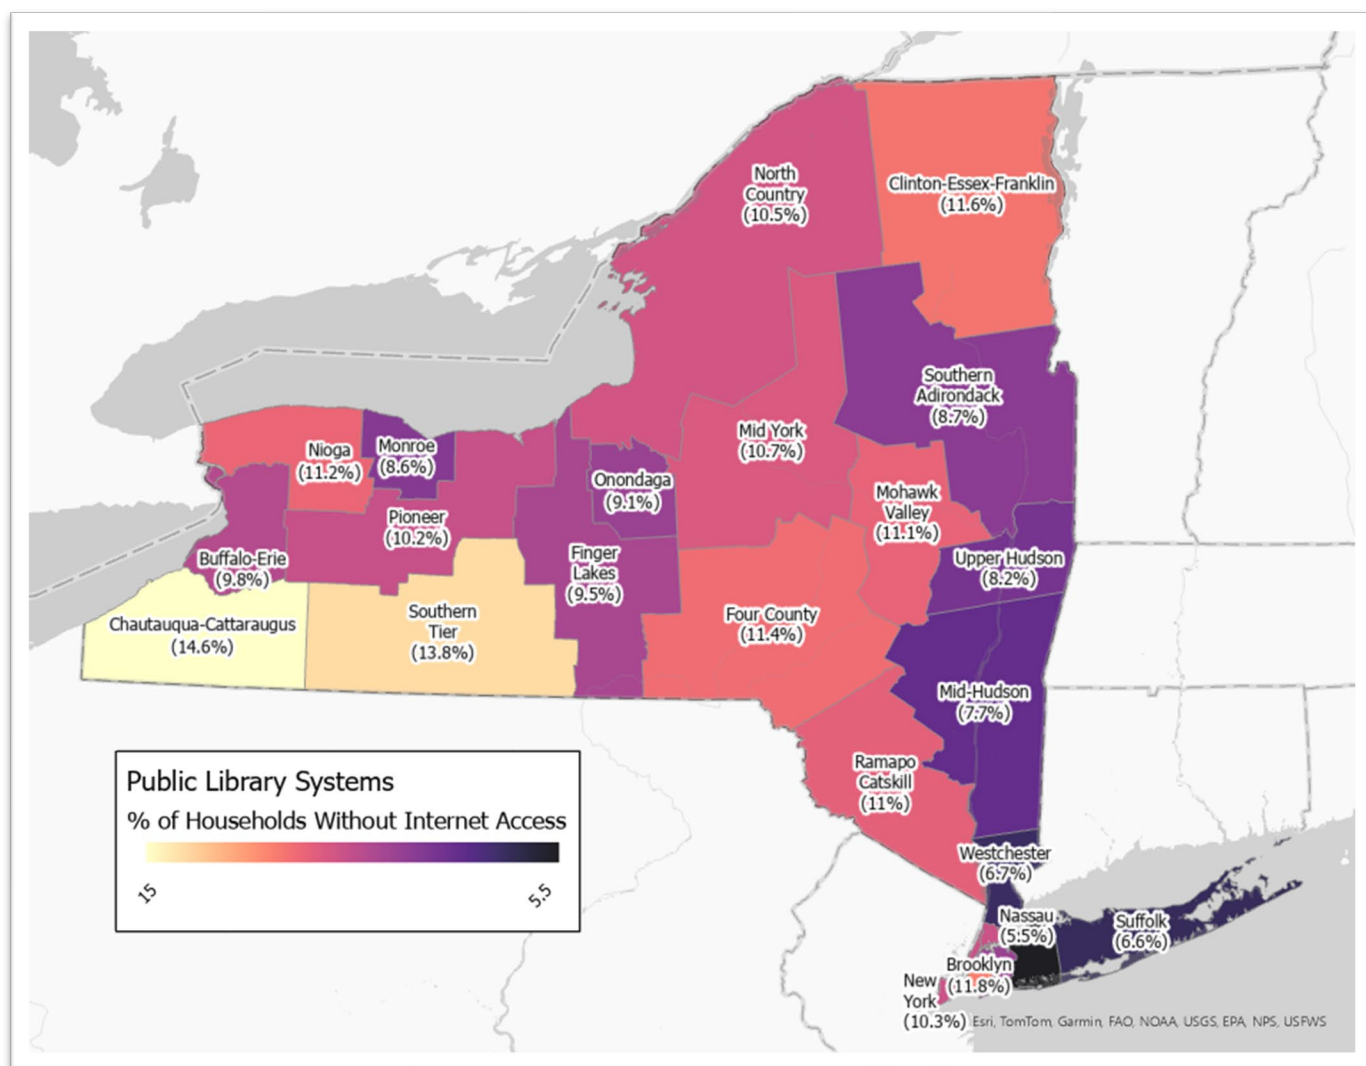 North
Country
(10.5%)
Clinton-Essex-Franklin
(11.6%)
Southern
Adirondack
(8.7%)
Mid York
(10.7%)
Nioga
(11.2%)
Monroe
(8.6%)
Onondaga
(9.1%)
Mohawk
Valley
(11.1%)
Pioneer
(10.2%)
Buffalo-Erie
(9.8%)
Finger
Lakes
(9.5%)
Upper Hudson
(8.2%)
Chautauqua-Cattaraugus
(14.6%)
Southern
Tier
(13.8%)
Four County
(11.4%)
Mid-Hudson
(7.7%)
Ramapo
Catskill
(11%)
Westchester
(6.7%)
Nassau
(5.5%)
Suffolk
(6.6%)
Brooklyn
(11.8%)
New
York
(10.3%)
Public Library Systems
% of Households Without Internet Access
15
5.5
Esri, TomTom, Garmin, FAO, NOAA, USGS, EPA, NPS, USFWS